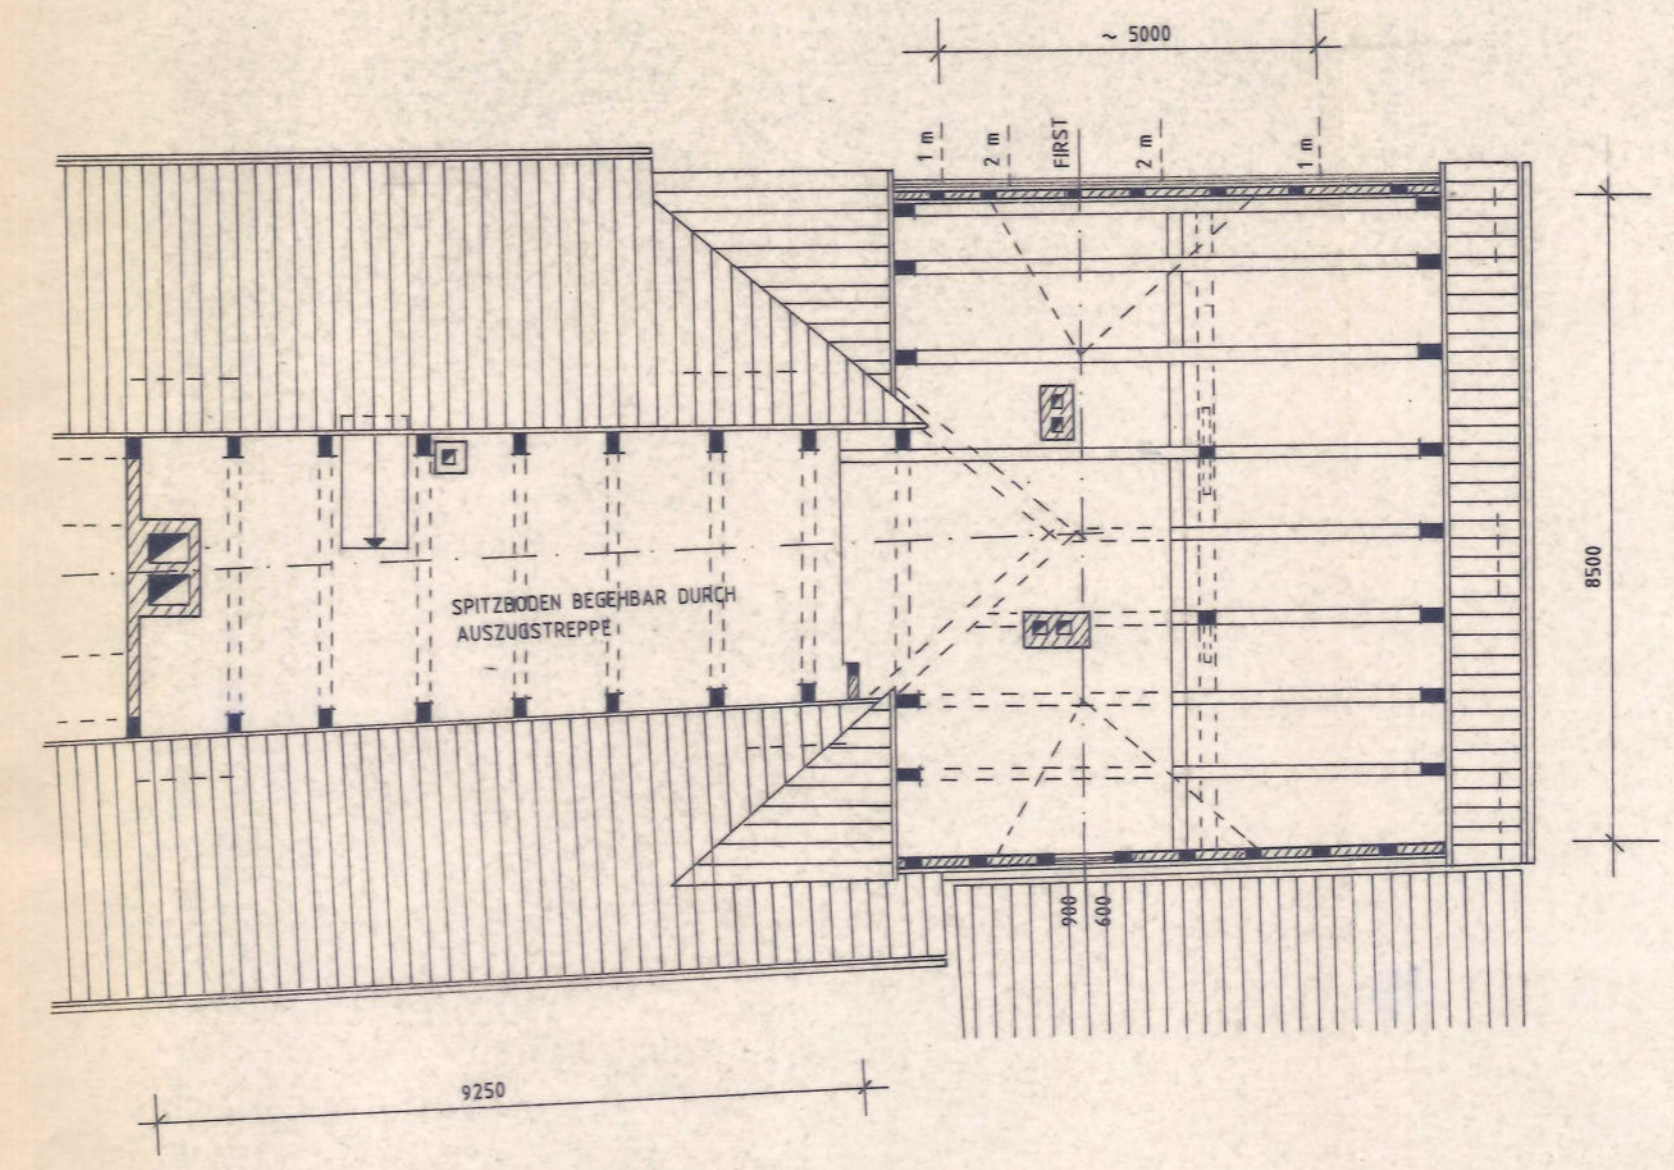 ~ 5000
1 m
2 m
FIRST
2 m
1 m
8500
SPITZBODEN BEGEHBAR DURCH
AUSZUGSTREPPE
900
600
9250